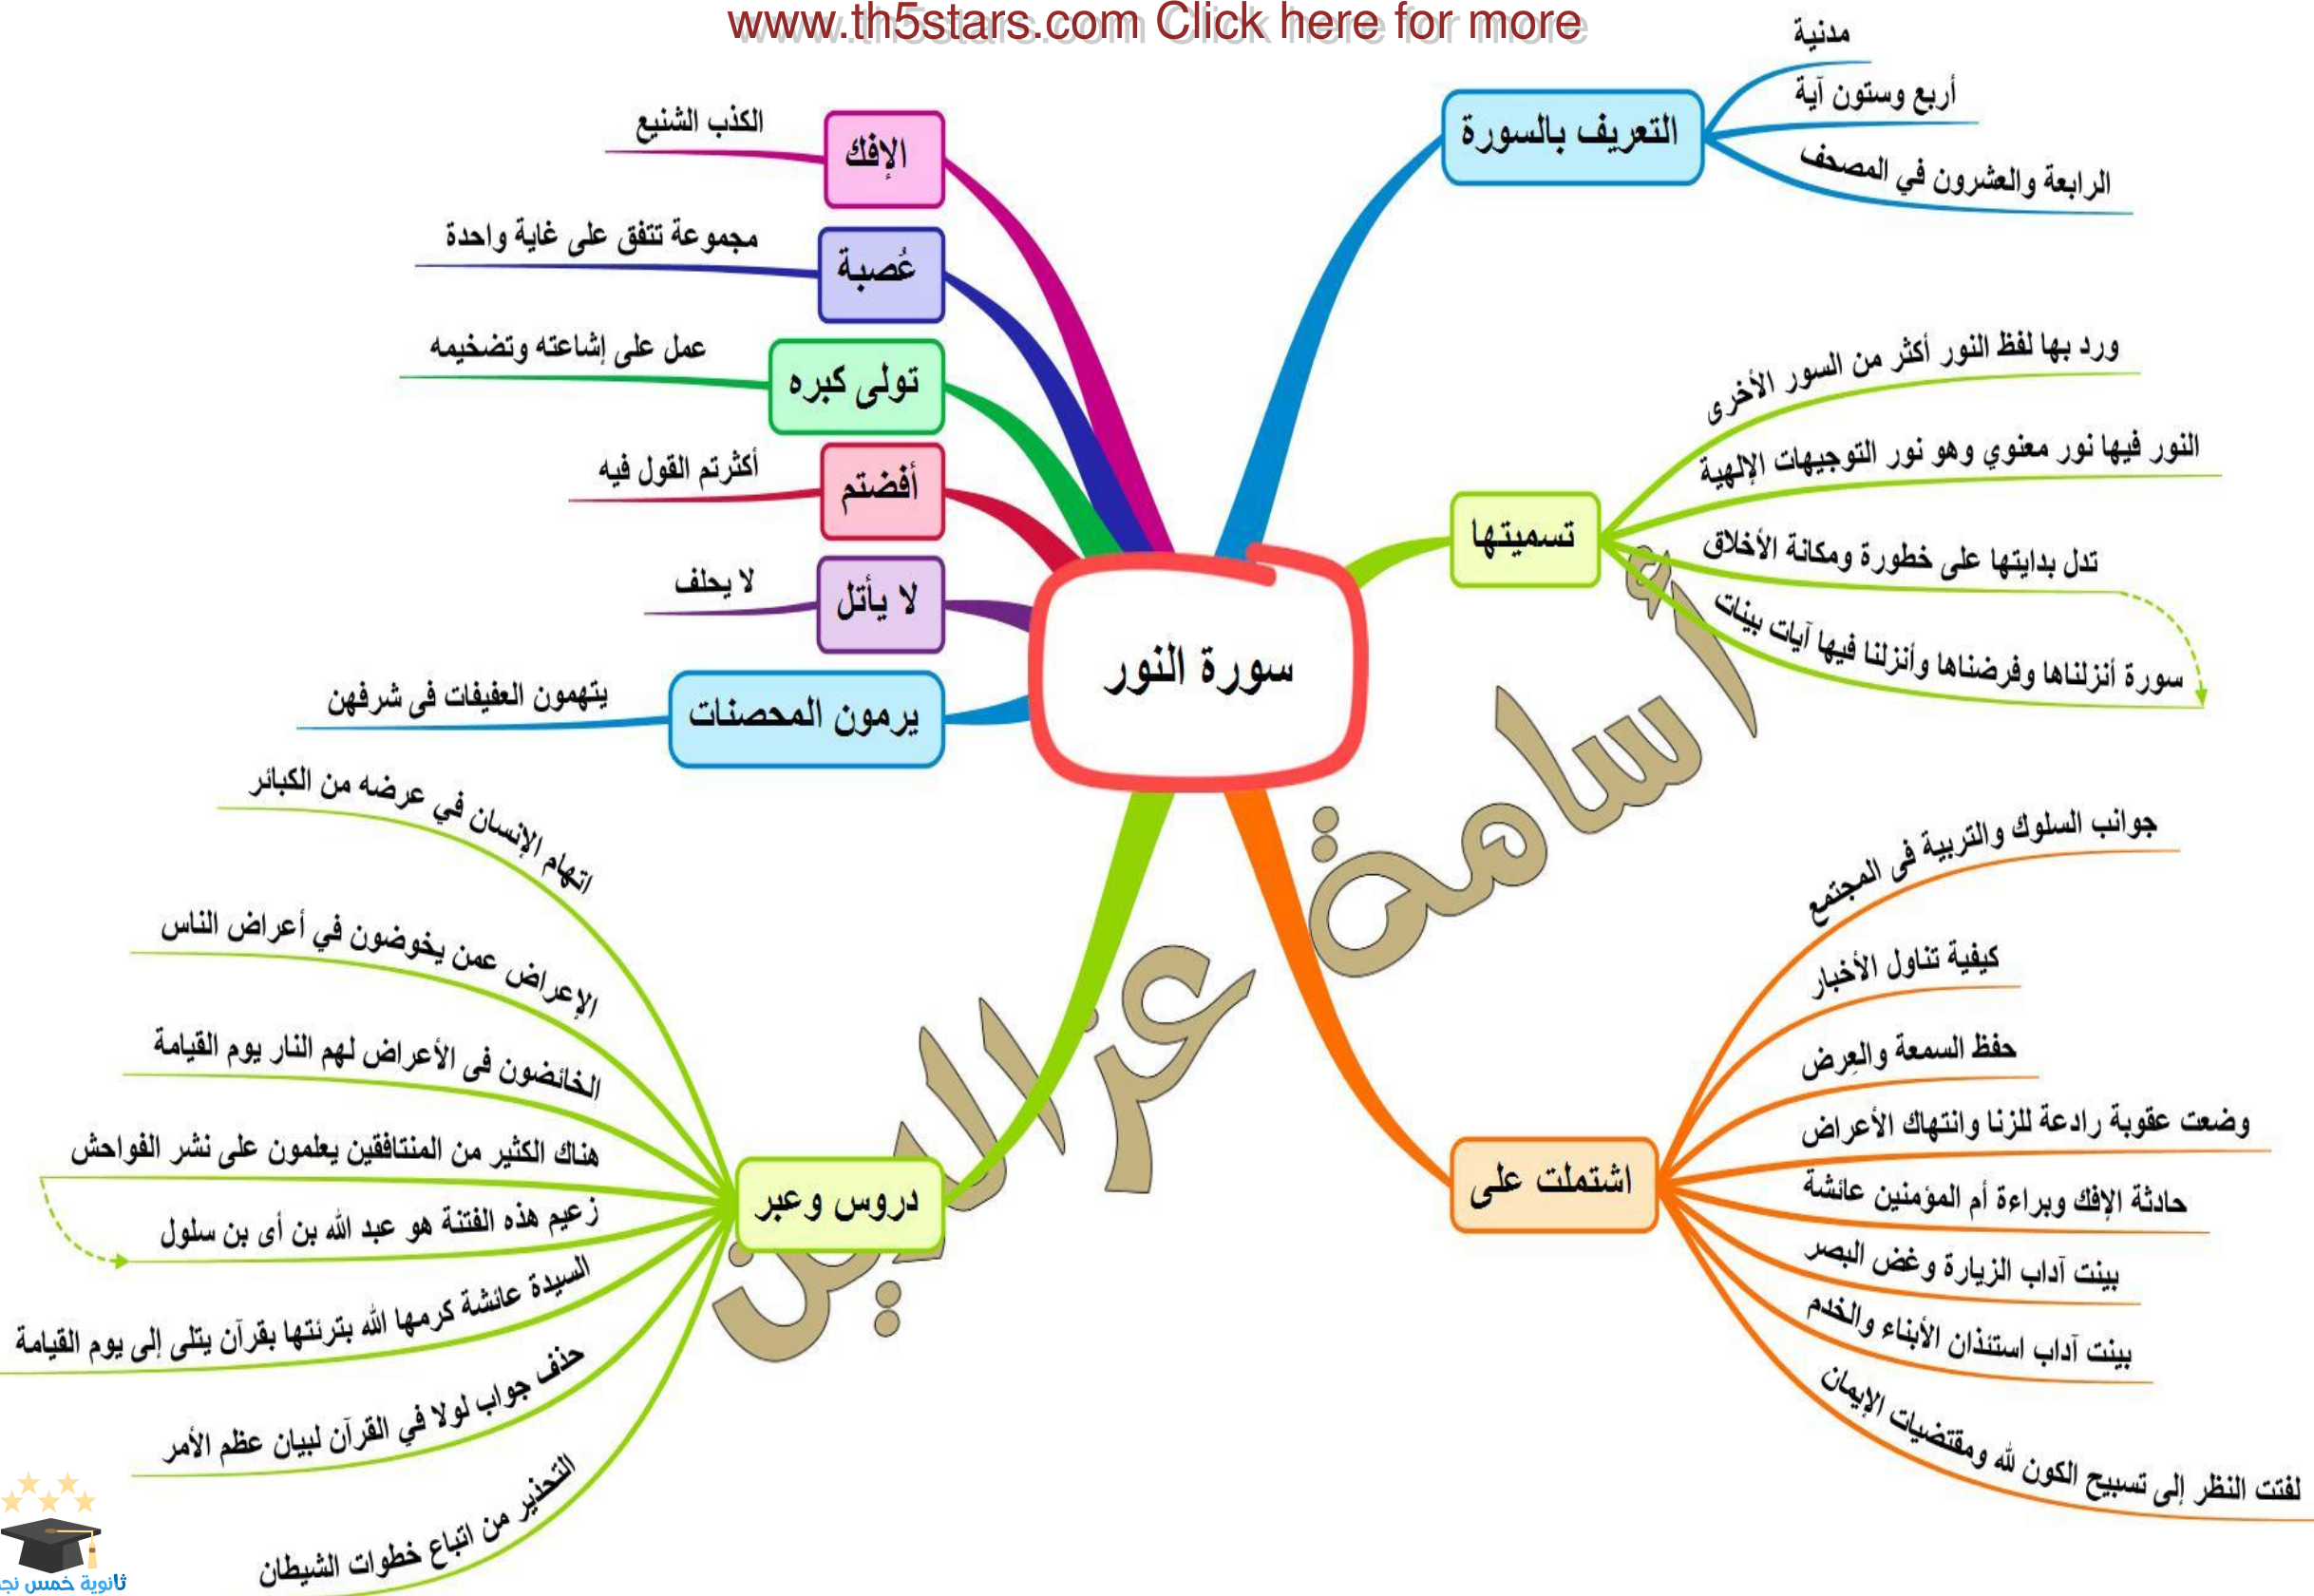 www.th5stars.com Click here for more
سورة النور
التعريف بالسورة
مدنية
أربع وستون آية
الرابعة والعشرون في المصحف
تسميتها
ورد بها لفظ النور أكثر من السور الأخرى
النور فيها نور معنوي وهو نور التوجيهات الإلهية
تدل بدايتها على خطورة ومكانة الأخلاق
سورة أنزلناها وفرضناها وأنزلنا فيها آيات بينات
اشتملت على
جوانب السلوك والتربية فى المجتمع
كيفية تناول الأخبار
حفظ السمعة والعِرض
وضعت عقوبة رادعة للزنا وانتهاك الأعراض
حادثة الإفك وبراءة أم المؤمنين عائشة
بينت آداب الزيارة وغض البصر
بينت آداب استئذان الأبناء والخدم
لفتت النظر إلى تسبيح الكون لله ومقتضيات الإيمان
الإفك
الكذب الشنيع
عُصبة
مجموعة تتفق على غاية واحدة
تولى كبره
عمل على إشاعته وتضخيمه
أفضتم
أكثرتم القول فيه
لا يأتل
لا يحلف
يرمون المحصنات
يتهمون العفيفات فى شرفهن
دروس وعبر
اتهام الإنسان في عرضه من الكبائر
الإعراض عمن يخوضون في أعراض الناس
الخائضون فى الأعراض لهم النار يوم القيامة
هناك الكثير من المنتافقين يعلمون على نشر الفواحش
زعيم هذه الفتنة هو عبد الله بن أى بن سلول
السيدة عائشة كرمها الله بترئتها بقرآن يتلى إلى يوم القيامة
حذف جواب لولا في القرآن لبيان عظم الأمر
التحذير من اتباع خطوات الشيطان
أسامة عز الدين
ثانوية خمس نج